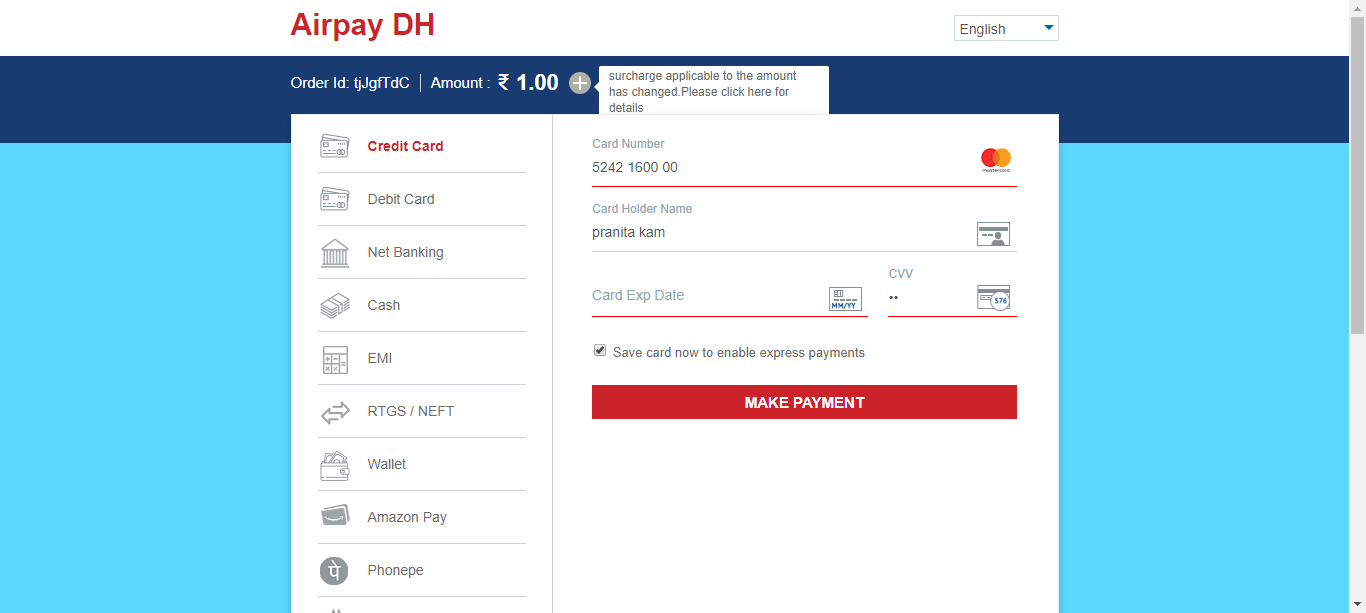 Airpay DH
English
Order Id: tjJgfTdC | Amount : ₹ 1.00
surcharge applicable to the amount
has changed.Please click here for
details
Credit Card
Debit Card
Net Banking
Cash
EMI
RTGS / NEFT
Wallet
Amazon Pay
Phonepe
Card Number
5242 1600 00
mastercard
Card Holder Name
pranita kam
Card Exp Date
MM/YY
CVV
••
576
Save card now to enable express payments
MAKE PAYMENT